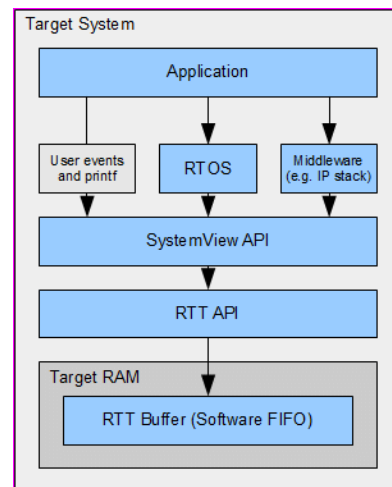 Target System
Application
User events
and printf
RTOS
Middleware
(e.g. IP stack)
SystemView API
RTT API
Target RAM
RTT Buffer (Software FIFO)